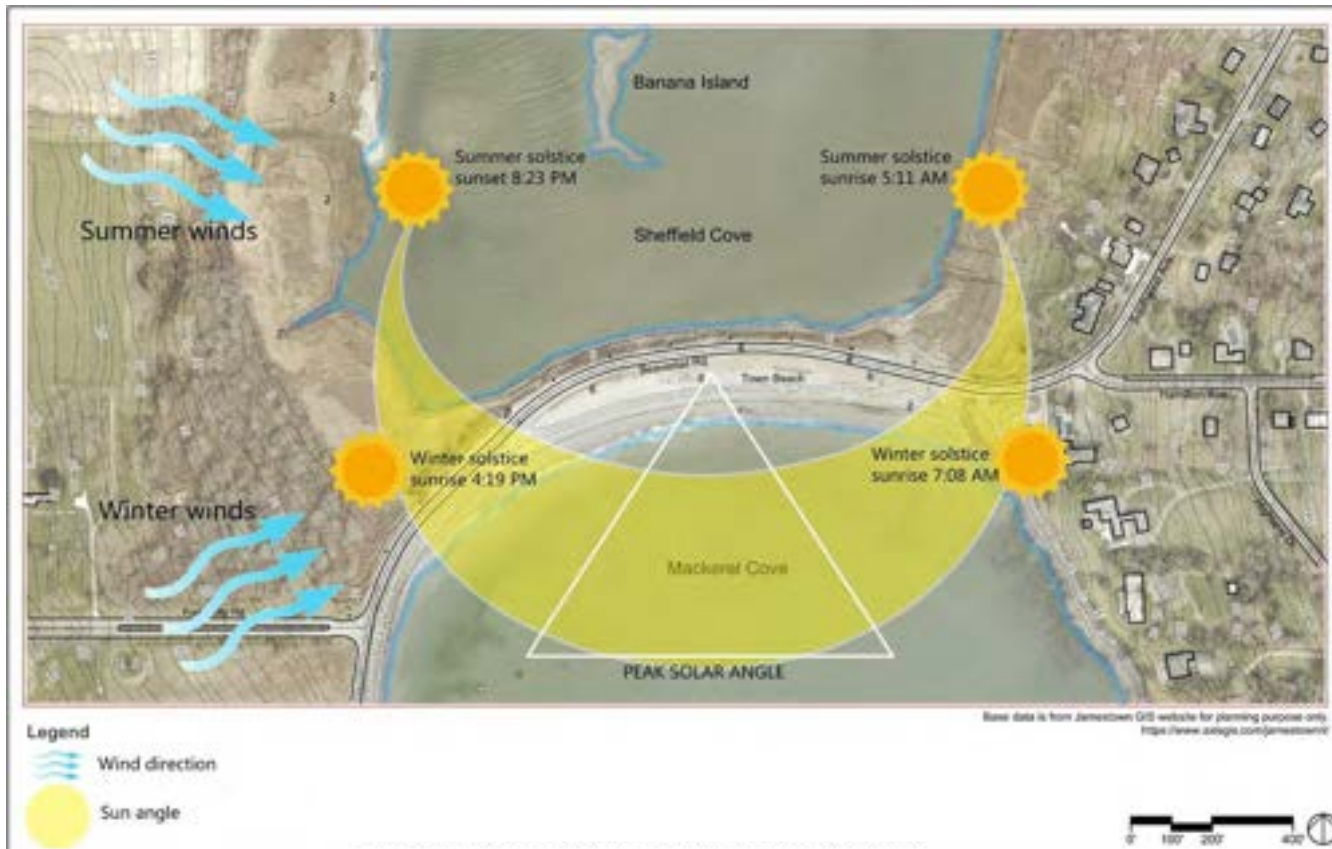 Banana Island
Summer solstice
sunset 8:23 PM
Summer solstice
sunrise 5:11 AM
Summer winds
Sheffield Cove
Town Beach
Winter solstice
sunrise 4:19 PM
Winter solstice
sunrise 7:08 AM
Winter winds
Mackerel Cove
PEAK SOLAR ANGLE
Base data is from Jamestown GIS website for planning purpose only.
Legend
Wind direction
Sun angle
0' 100' 200' 400'